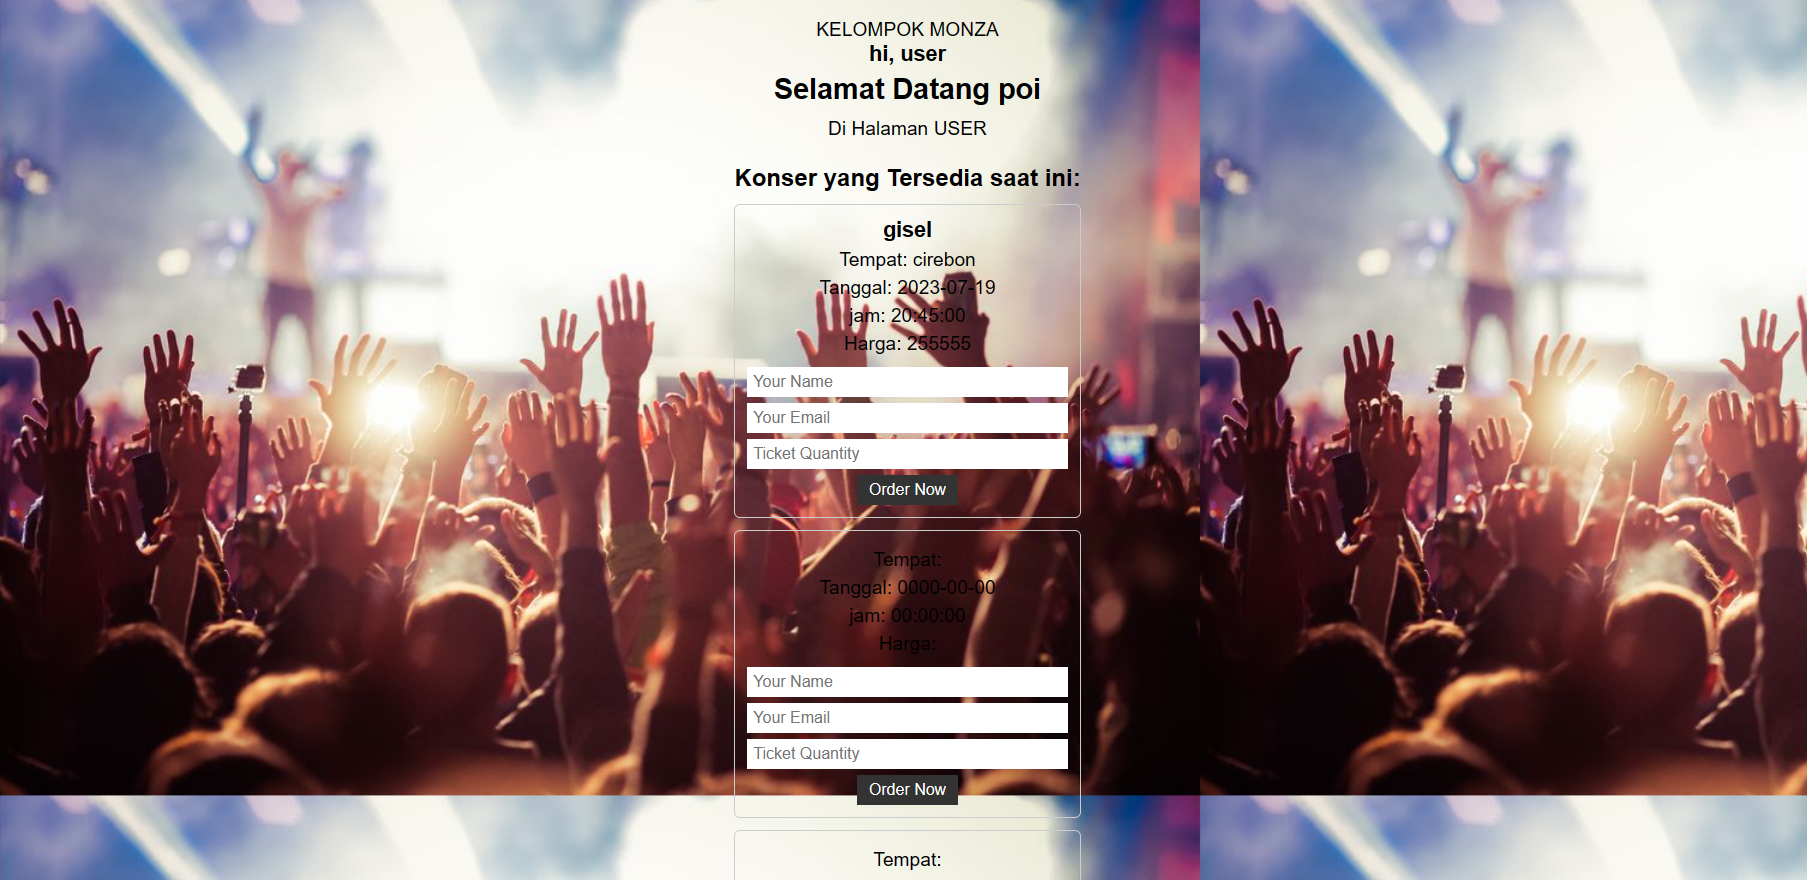 KELOMPOK MONZA
hi, user
Selamat Datang poi
Di Halaman USER
Konser yang Tersedia saat ini:
gisel
Tempat: cirebon
Tanggal: 2023-07-19
jam: 20:45:00
Harga: 255555
Your Name
Your Email
Ticket Quantity
Order Now
Tempat:
Tanggal: 0000-00-00
jam: 00:00:00
Harga:
Your Name
Your Email
Ticket Quantity
Order Now
Tempat: